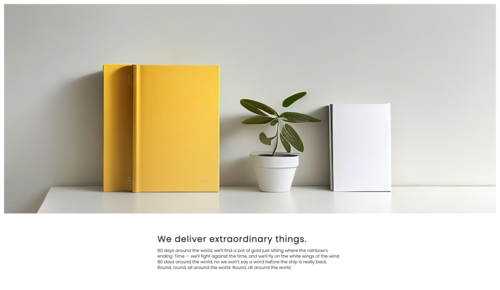 We deliver extraordinary things.
80 days around the world, we'll find a pot of gold just sitting where the rainbow's
ending. Time — we'll fight against the time, and we'll fly on the white wings of the wind.
80 days around the world, no we won't say a word before the ship is really back.
Round, round, all around the world. Round, all around the world.